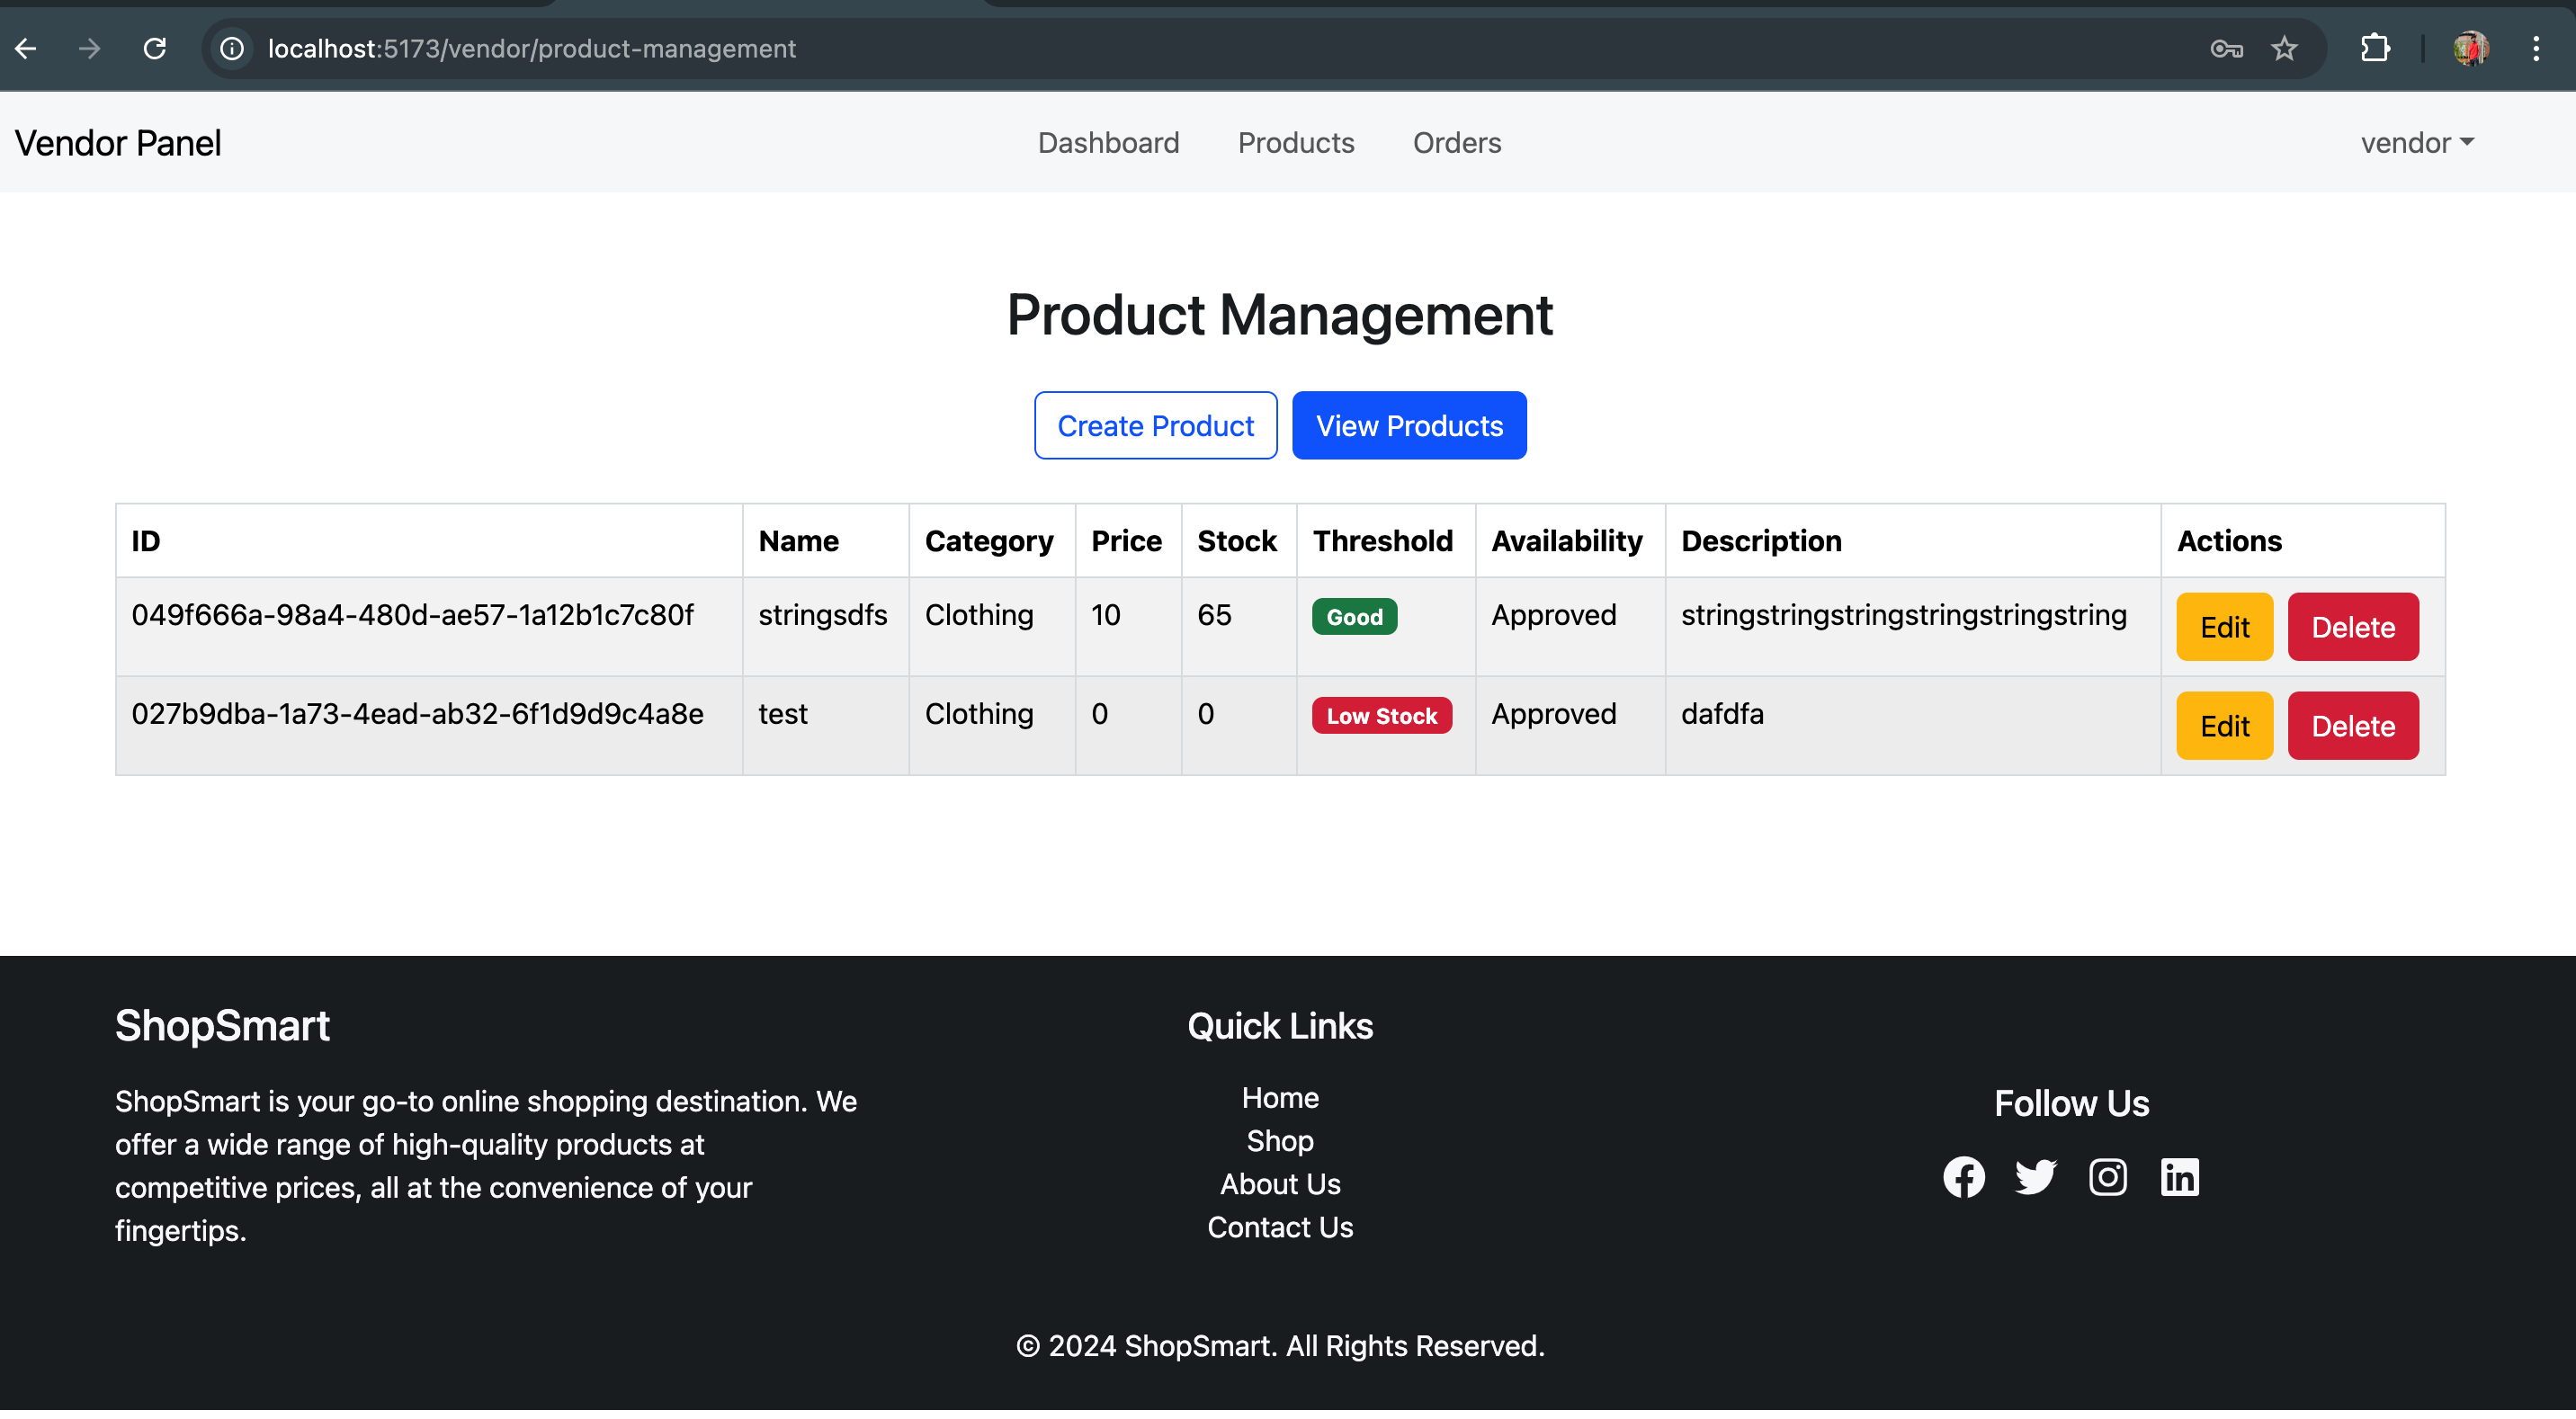 localhost:5173/vendor/product-management
Vendor Panel Dashboard Products Orders vendor
Product Management
Create Product View Products
ID Name Category Price Stock Threshold Availability Description Actions
049f666a-98a4-480d-ae57-1a12b1c7c80f stringsdfs Clothing 10 65 Good Approved stringstringstringstringstringstring Edit Delete
027b9dba-1a73-4ead-ab32-6f1d9d9c4a8e test Clothing 0 0 Low Stock Approved dafdfa Edit Delete
ShopSmart
ShopSmart is your go-to online shopping destination. We
offer a wide range of high-quality products at
competitive prices, all at the convenience of your
fingertips.
Quick Links
Home
Shop
About Us
Contact Us
Follow Us
© 2024 ShopSmart. All Rights Reserved.